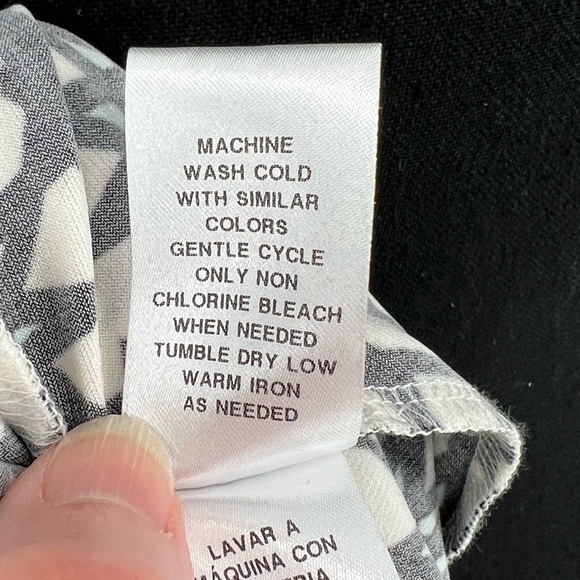 MACHINE
WASH COLD
WITH SIMILAR
COLORS
GENTLE CYCLE
ONLY NON
CHLORINE BLEACH
WHEN NEEDED
TUMBLE DRY LOW
WARM IRON
AS NEEDED
LAVAR A
MÁQUINA CON